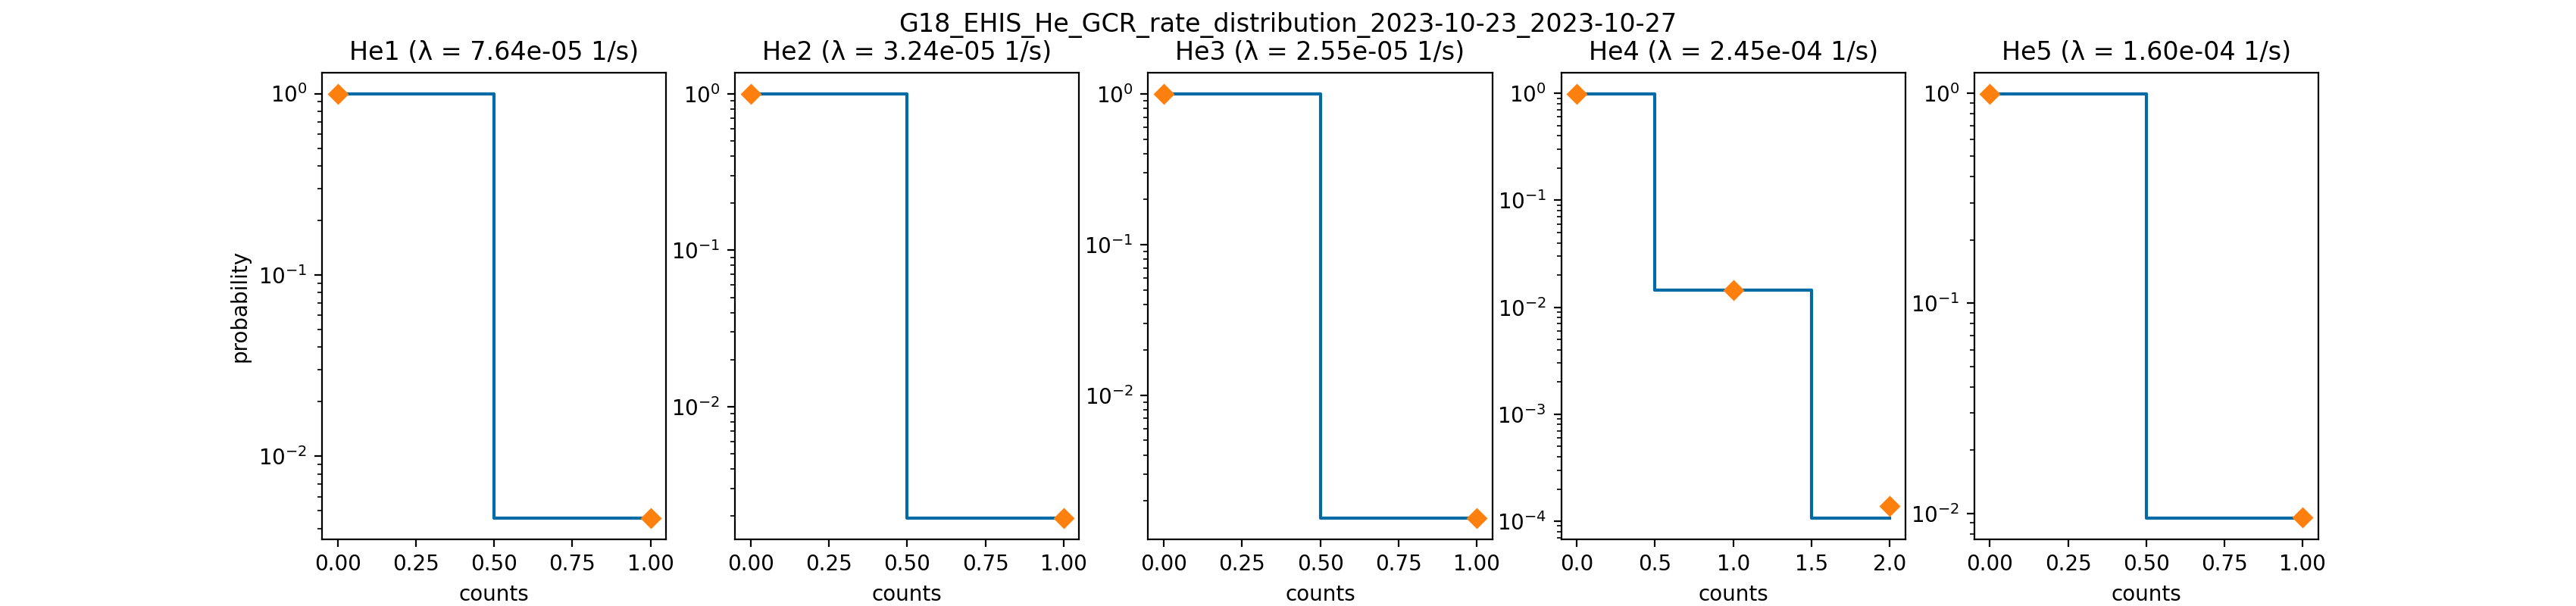 G18_EHIS_He_GCR_rate_distribution_2023-10-23_2023-10-27
He1 (λ = 7.64e-05 1/s)
He2 (λ = 3.24e-05 1/s)
He3 (λ = 2.55e-05 1/s)
He4 (λ = 2.45e-04 1/s)
He5 (λ = 1.60e-04 1/s)
probability
10⁰
10⁻¹
10⁻²
0.00 0.25 0.50 0.75 1.00
counts
10⁰
10⁻¹
10⁻²
0.00 0.25 0.50 0.75 1.00
counts
10⁰
10⁻¹
10⁻²
0.00 0.25 0.50 0.75 1.00
counts
10⁰
10⁻¹
10⁻²
10⁻³
10⁻⁴
0.0 0.5 1.0 1.5 2.0
counts
10⁰
10⁻¹
10⁻²
0.00 0.25 0.50 0.75 1.00
counts